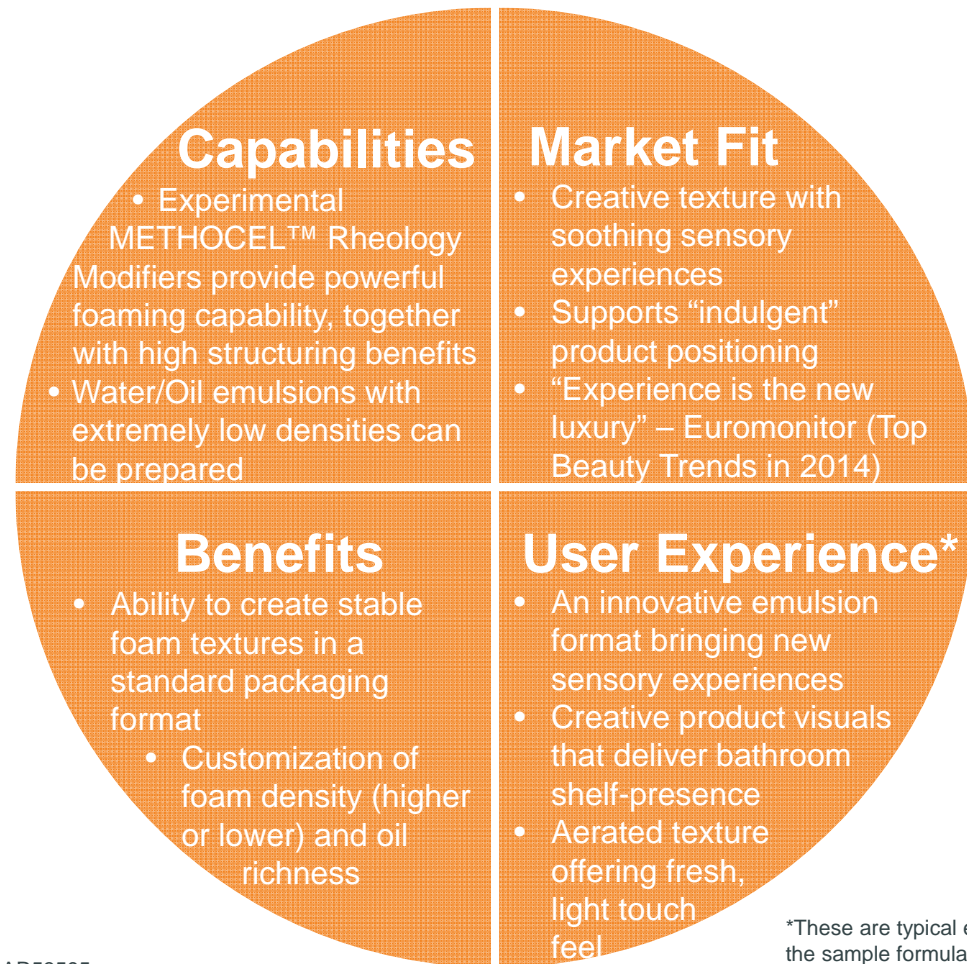 Capabilities
• Experimental
METHOCEL™ Rheology
Modifiers provide powerful
foaming capability, together
with high structuring benefits
• Water/Oil emulsions with
extremely low densities can
be prepared
Market Fit
• Creative texture with
soothing sensory
experiences
• Supports “indulgent”
product positioning
• “Experience is the new
luxury” – Euromonitor (Top
Beauty Trends in 2014)
Benefits
• Ability to create stable
foam textures in a
standard packaging
format
• Customization of
foam density (higher
or lower) and oil
richness
User Experience*
• An innovative emulsion
format bringing new
sensory experiences
• Creative product visuals
that deliver bathroom
shelf-presence
• Aerated texture
offering fresh,
light touch
feel
*These are typical
the sample formula